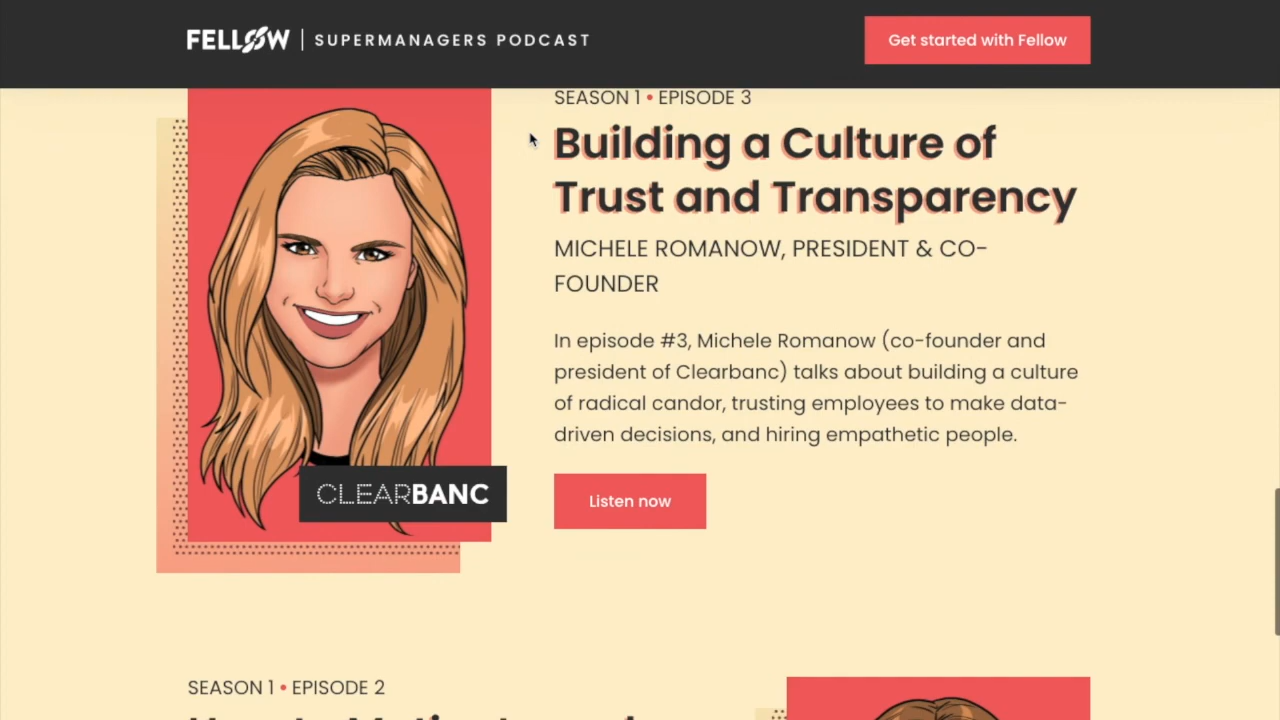 FELLOW | SUPERMANAGERS PODCAST
Get started with Fellow
SEASON 1 • EPISODE 3
Building a Culture of
Trust and Transparency
MICHELE ROMANOW, PRESIDENT & CO-
FOUNDER
In episode #3, Michele Romanow (co-founder and
president of Clearbanc) talks about building a culture
of radical candor, trusting employees to make data-
driven decisions, and hiring empathetic people.
CLEARBANC
Listen now
SEASON 1 • EPISODE 2